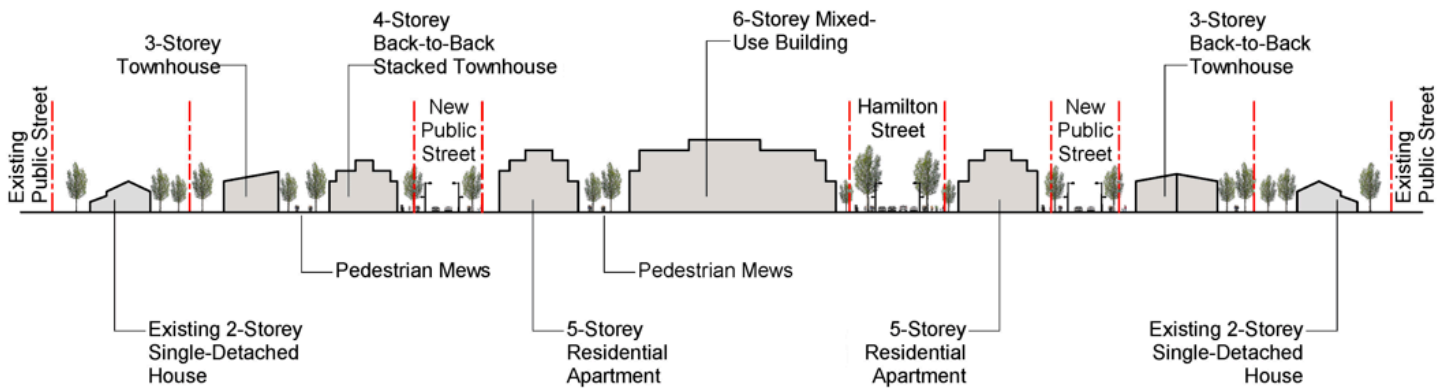 3-Storey
Townhouse
4-Storey
Back-to-Back
Stacked Townhouse
6-Storey Mixed-
Use Building
3-Storey
Back-to-Back
Townhouse
Existing
Public Street
New
Public
Street
Hamilton
Street
New
Public
Street
Existing
Public Street
Pedestrian Mews
Pedestrian Mews
Existing 2-Storey
Single-Detached
House
5-Storey
Residential
Apartment
5-Storey
Residential
Apartment
Existing 2-Storey
Single-Detached
House